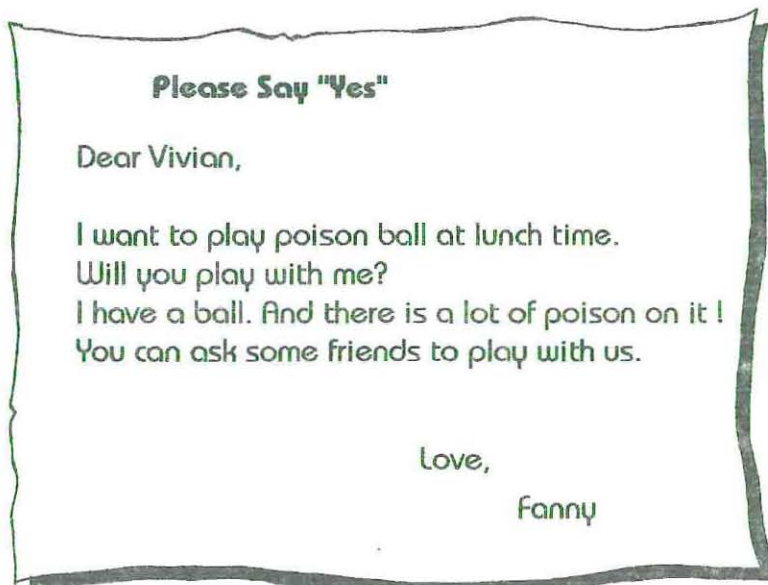 Please Say "Yes"
Dear Vivian,
I want to play poison ball at lunch time.
Will you play with me?
I have a ball. And there is a lot of poison on it !
You can ask some friends to play with us.
Love,
Fanny